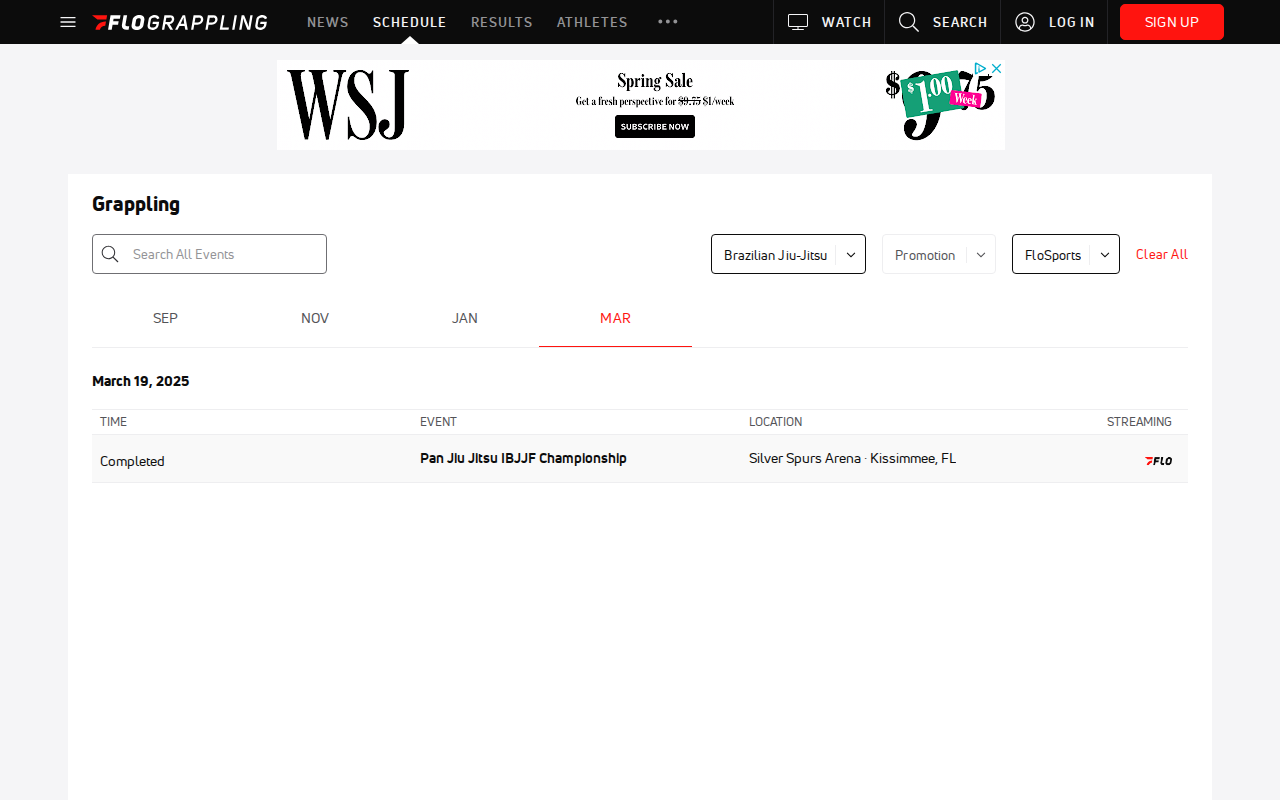 FLOGRAPPLING NEWS SCHEDULE RESULTS ATHLETES WATCH SEARCH LOG IN SIGN UP
WSJ
Spring Sale
Get a fresh perspective for $9.75 $1/week
SUBSCRIBE NOW
$1.00
Week
Grappling
Search All Events Brazilian Jiu-Jitsu Promotion FloSports Clear All
SEP NOV JAN MAR
March 19, 2025
TIME EVENT LOCATION STREAMING
Completed Pan Jiu Jitsu IBJJF Championship Silver Spurs Arena · Kissimmee, FL FLO